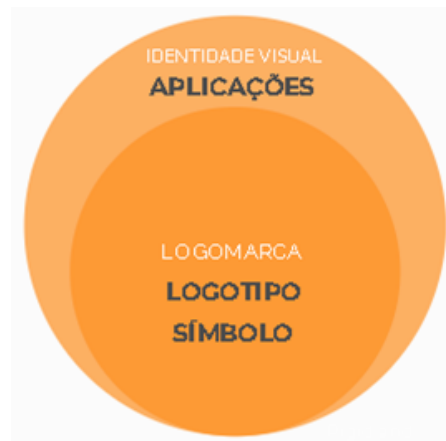 IDENTIDADE VISUAL
APLICAÇÕES
LOGOMARCA
LOGOTIPO
SÍMBOLO